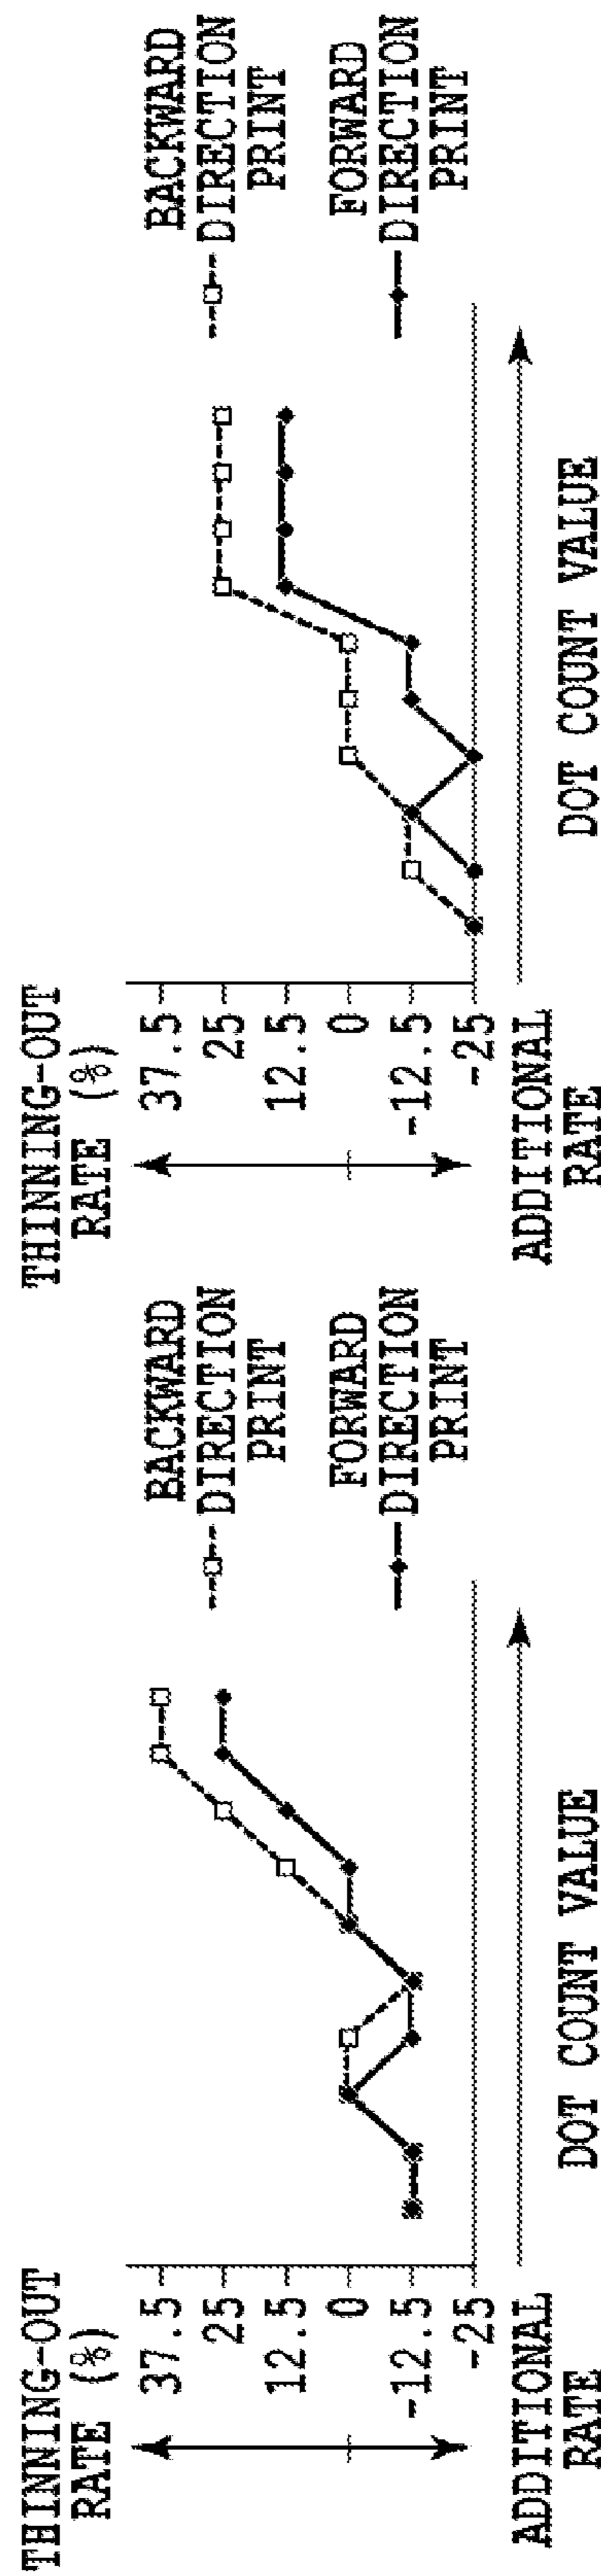 THINNING-OUT
RATE (%)
37.5
25
12.5
0
-12.5
-25
ADDITIONAL
RATE
DOT COUNT VALUE
BACKWARD
DIRECTION
PRINT
FORWARD
DIRECTION
PRINT
THINNING-OUT
RATE (%)
37.5
25
12.5
0
-12.5
-25
ADDITIONAL
RATE
DOT COUNT VALUE
BACKWARD
DIRECTION
PRINT
FORWARD
DIRECTION
PRINT